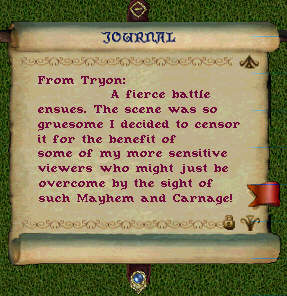 JOURNAL
From Tryon:
A fierce battle
ensues. The scene was so
gruesome I decided to censor
it for the benefit of
some of my more sensitive
viewers who might just be
overcome by the sight of
such Mayhem and Carnage!